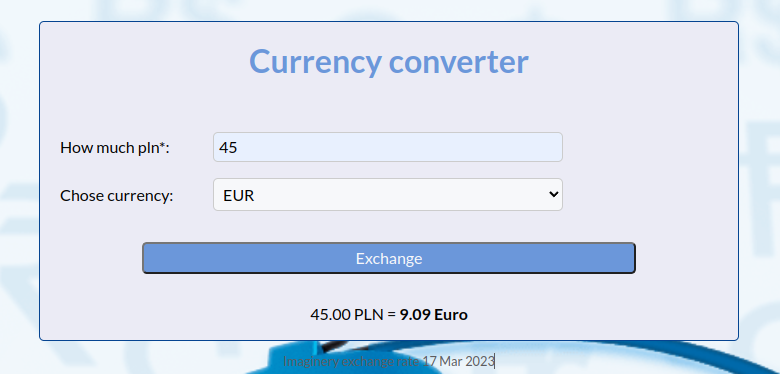 Currency converter
How much pln*:
45
Chose currency:
EUR
Exchange
45.00 PLN = 9.09 Euro
Imaginery exchange rate 17 Mar 2023